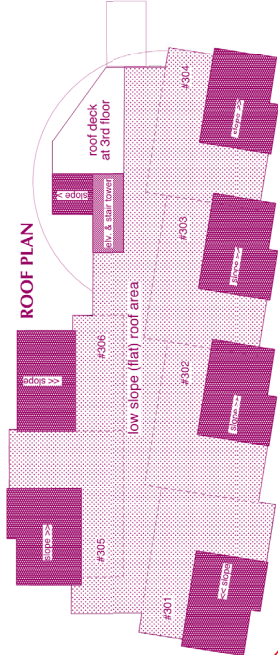 ROOF PLAN
slope >>
<< slope
slope >
roof deck
at 3rd floor
elv. & stair tower
#305
#306
low slope (flat) roof area
#301
#302
#303
#304
<< slope
slope >>
slope >>
slope >>